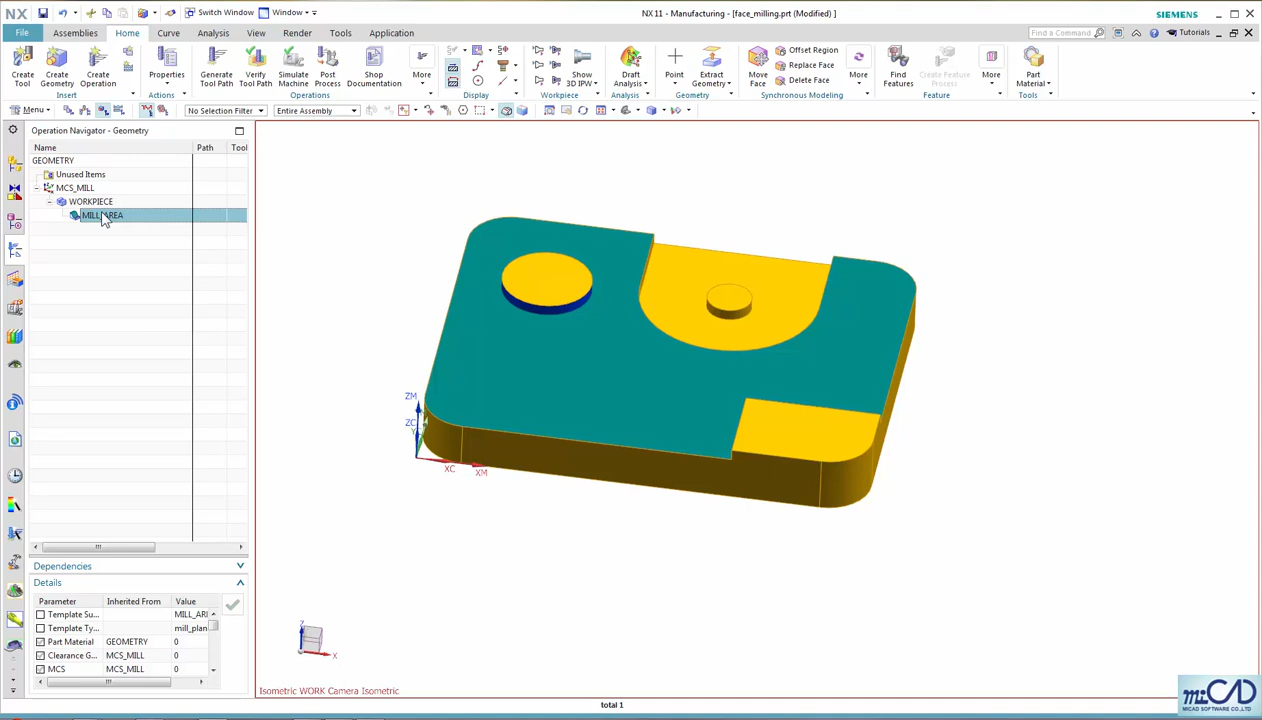 NX
Switch Window
Window
NX 11 - Manufacturing - [face_milling.prt (Modified) ]
SIEMENS
File
Assemblies
Home
Curve
Analysis
View
Render
Tools
Application
Find a Command
Tutorials
Create Tool
Create Geometry
Create Operation
Properties
Generate Tool Path
Verify Tool Path
Simulate Machine
Post Process
Shop Documentation
More
Show 3D IPW
Draft Analysis
Point
Extract Geometry
Move Face
Offset Region
Replace Face
Delete Face
More
Find Features
Create Feature Process
More
Part Material
Insert
Actions
Operations
Display
Workpiece
Analysis
Geometry
Synchronous Modeling
Feature
Tools
Menu
No Selection Filter
Entire Assembly
Operation Navigator - Geometry
Name
Path
Tool
GEOMETRY
Unused Items
MCS_MILL
WORKPIECE
MILL_AREA
ZM
ZC
XC
XM
Dependencies
Details
Parameter
Inherited From
Value
Template Su...
MILL_ARI
Template Ty...
mill_plan
Part Material
GEOMETRY
0
Clearance G...
MCS_MILL
0
MCS
MCS_MILL
0
Z
X
Isometric WORK Camera Isometric
total 1
miCAD
MICAD SOFTWARE CO.,LTD